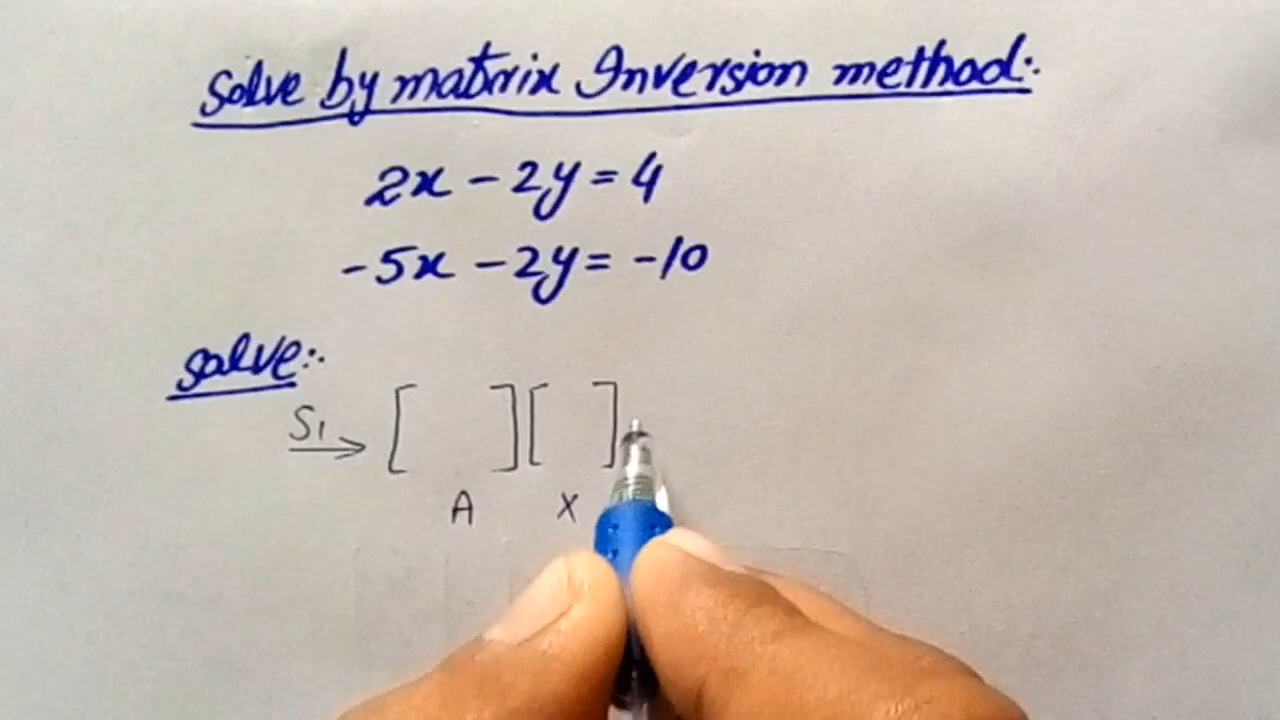 Solve by matrix Inversion method:
2x - 2y = 4
-5x - 2y = -10
Solve:
S1 → [ ] [ ]
A X